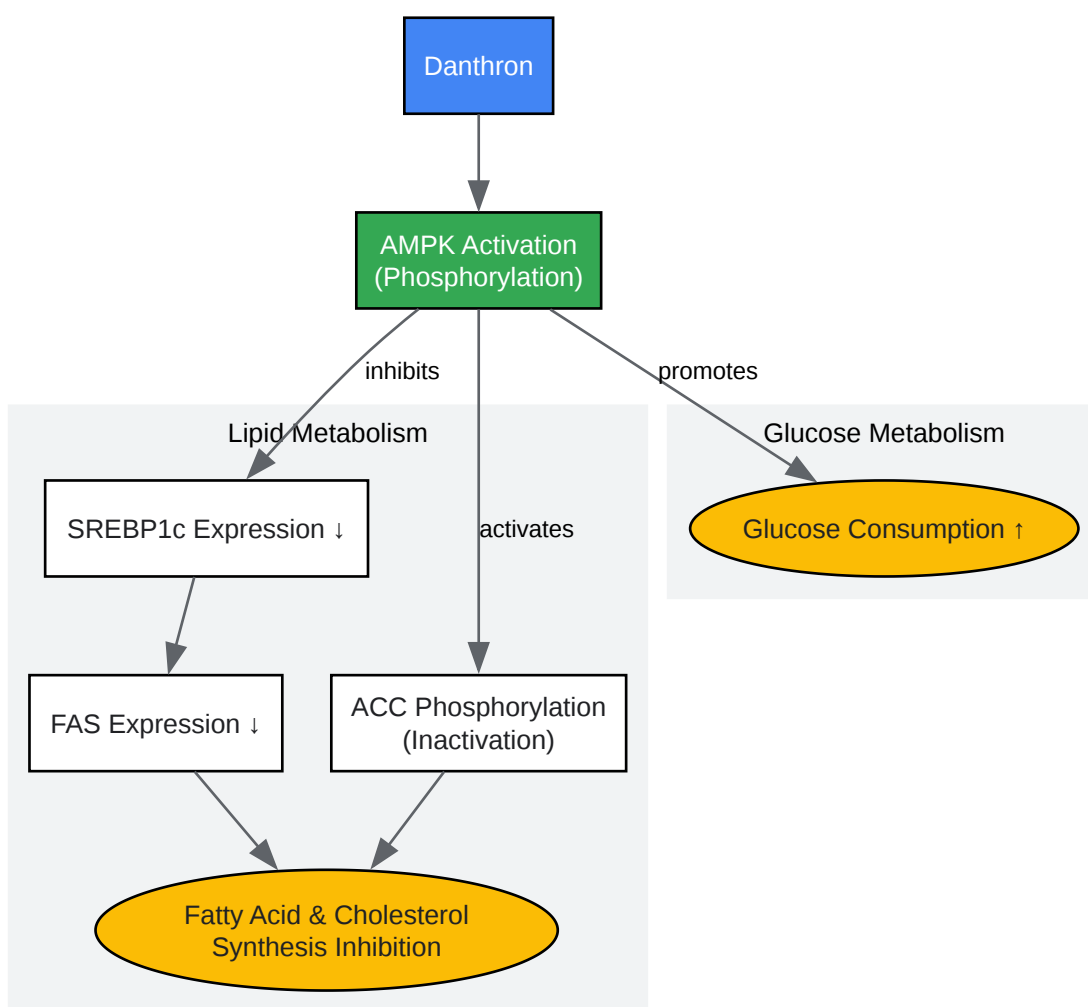 Danthron
AMPK Activation
(Phosphorylation)
inhibits
promotes
Lipid Metabolism
Glucose Metabolism
SREBP1c Expression ↓
activates
Glucose Consumption ↑
FAS Expression ↓
ACC Phosphorylation
(Inactivation)
Fatty Acid & Cholesterol
Synthesis Inhibition